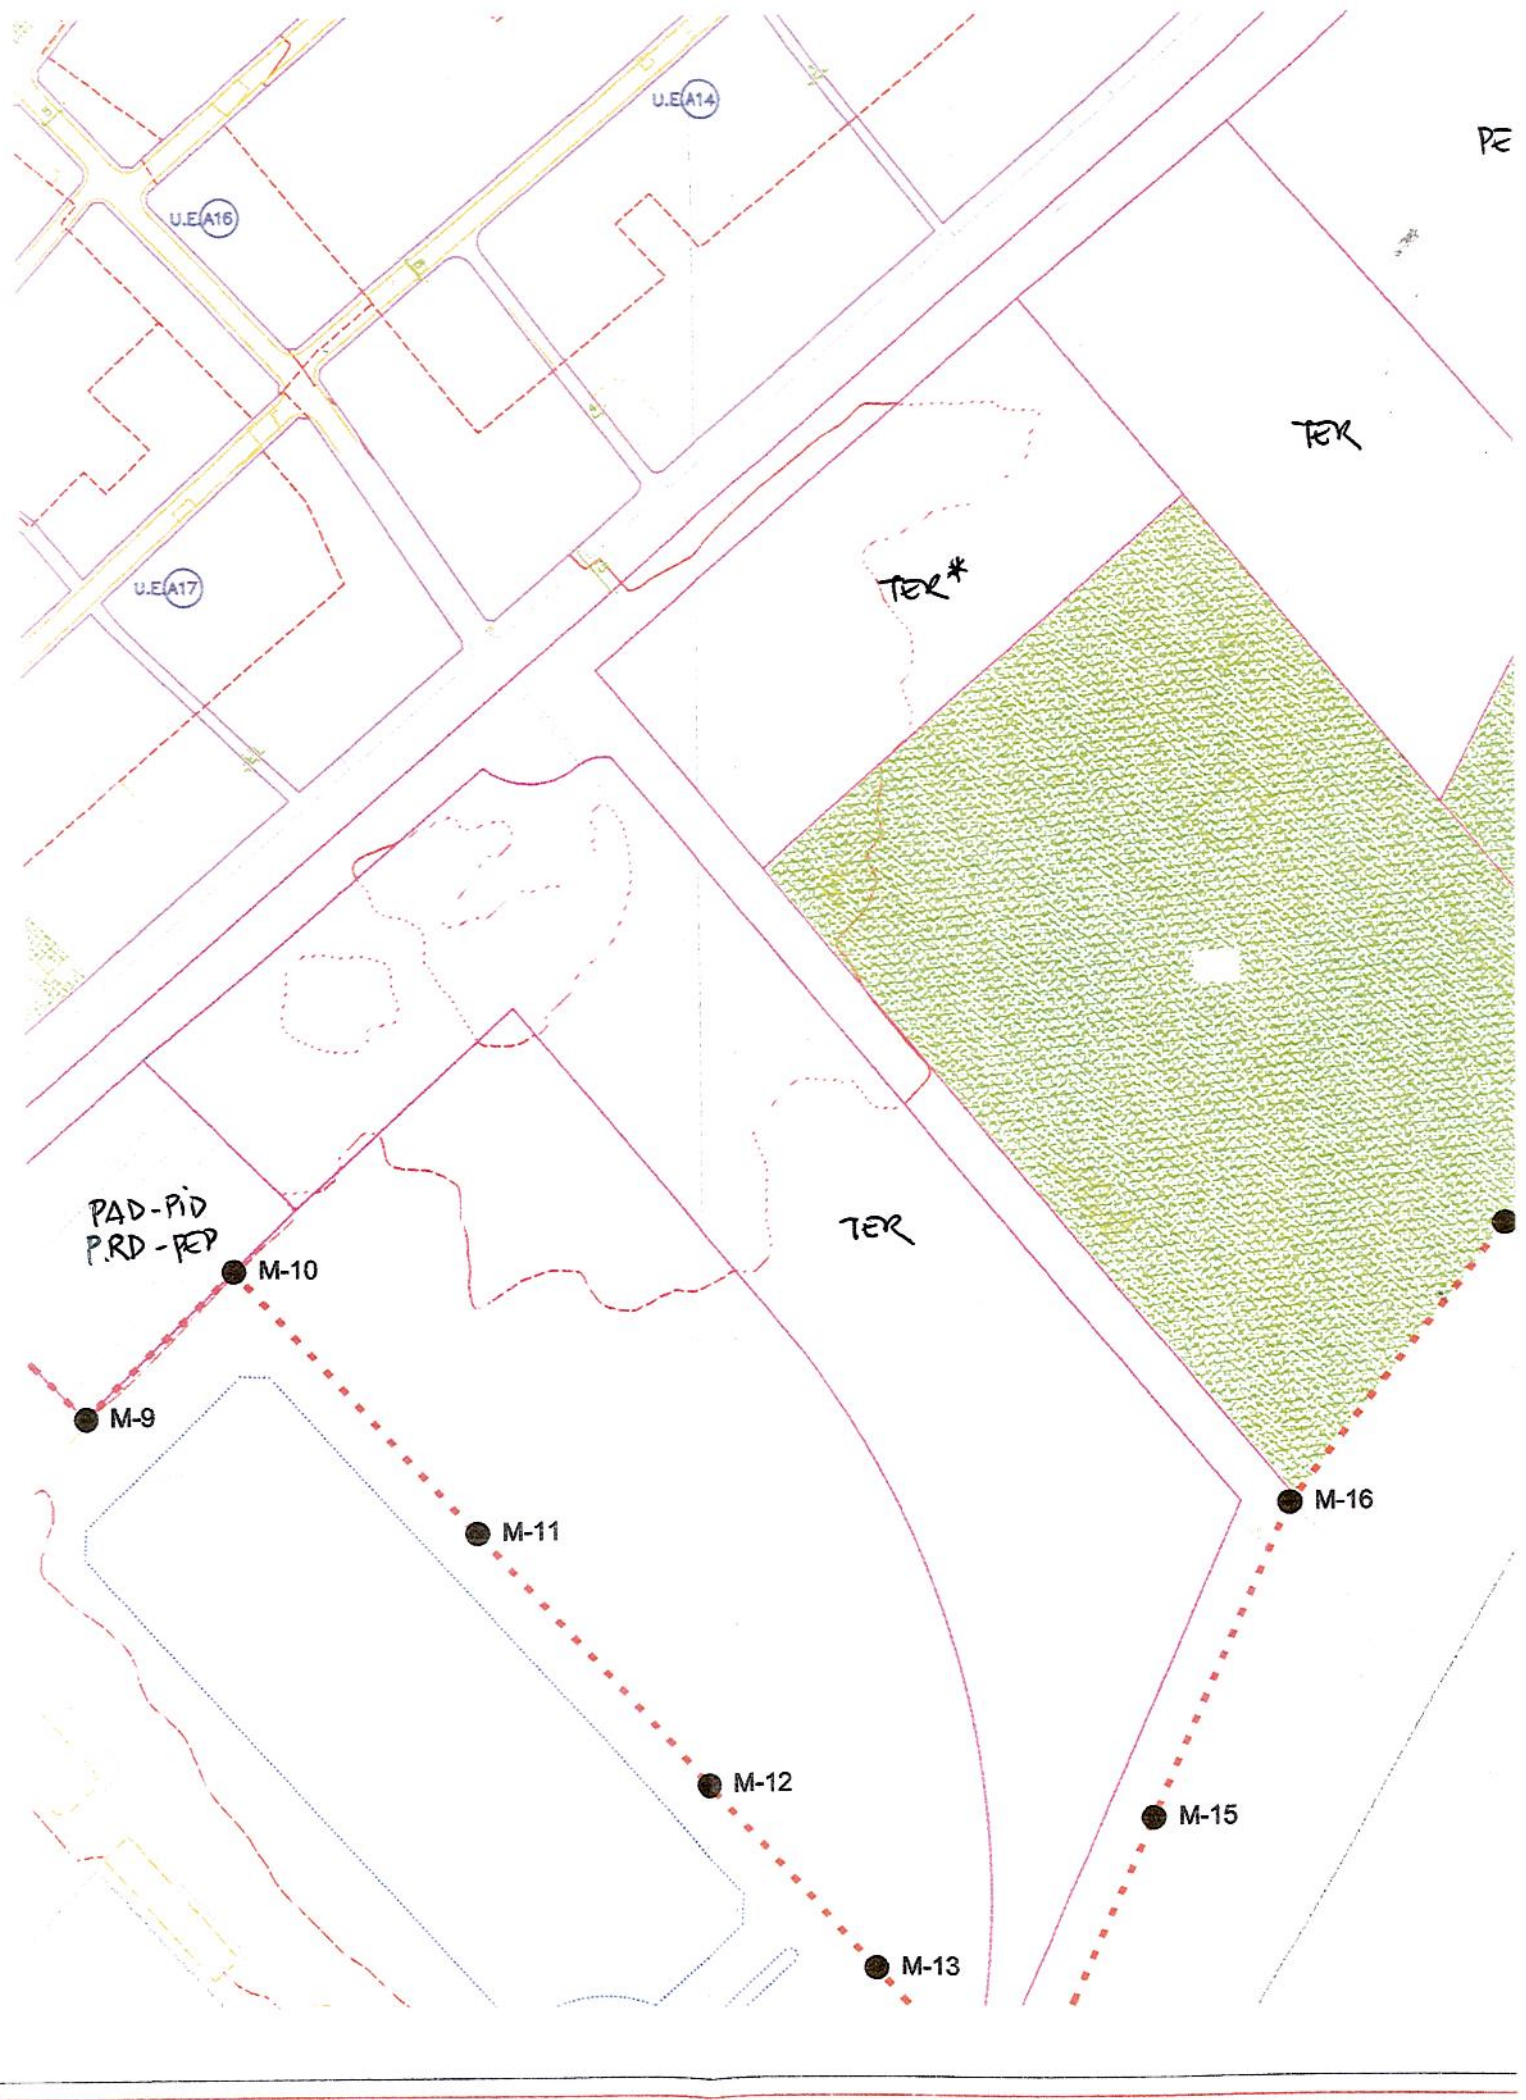 U.E.A14
PE
U.E.A16
TER
TER*
U.E.A17
PAD-PiD
P.RD-PEP
TER
M-10
M-9
M-16
M-11
M-12
M-15
M-13